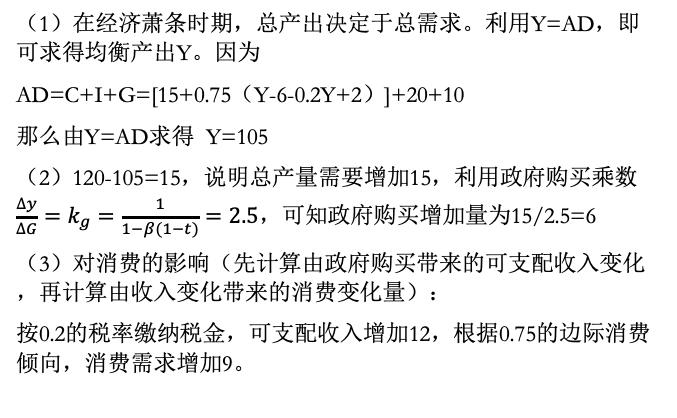 （1）在经济萧条时期，总产出决定于总需求。利用Y=AD，即
可求得均衡产出Y。因为
AD=C+I+G=[15+0.75（Y-6-0.2Y+2）]+20+10
那么由Y=AD求得 Y=105
（2）120-105=15，说明总产量需要增加15，利用政府购买乘数
Δy/ΔG = k_g = 1/(1−β(1−t)) = 2.5，可知政府购买增加量为15/2.5=6
（3）对消费的影响（先计算由政府购买带来的可支配收入变化
，再计算由收入变化带来的消费变化量）：
按0.2的税率缴纳税金，可支配收入增加12，根据0.75的边际消费
倾向，消费需求增加9。